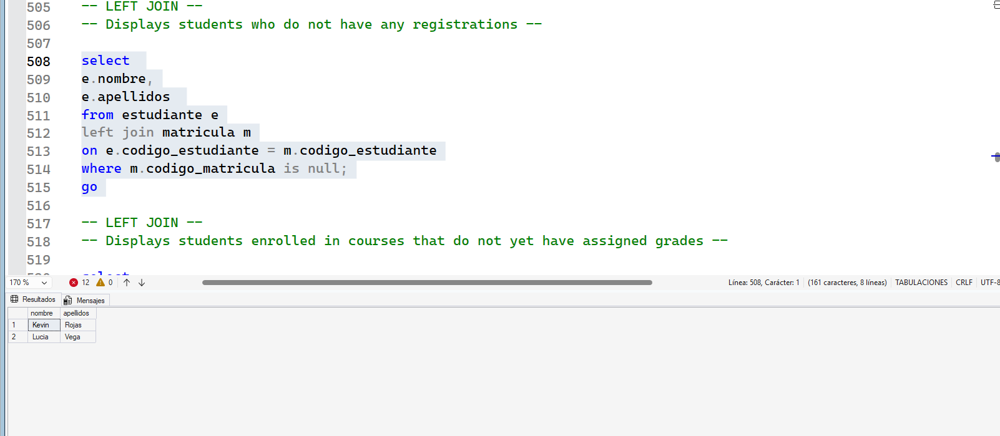 505 -- LEFT JOIN --
506 -- Displays students who do not have any registrations --
507
508 select
509 e.nombre,
510 e.apellidos
511 from estudiante e
512 left join matricula m
513 on e.codigo_estudiante = m.codigo_estudiante
514 where m.codigo_matricula is null;
515 go
516
517 -- LEFT JOIN --
518 -- Displays students enrolled in courses that do not yet have assigned grades --
519
170 % 12 0 Línea: 508, Carácter: 1 (161 caracteres, 8 líneas) TABULACIONES CRLF UTF-8
Resultados Mensajes
nombre apellidos
1 Kevin Rojas
2 Lucia Vega